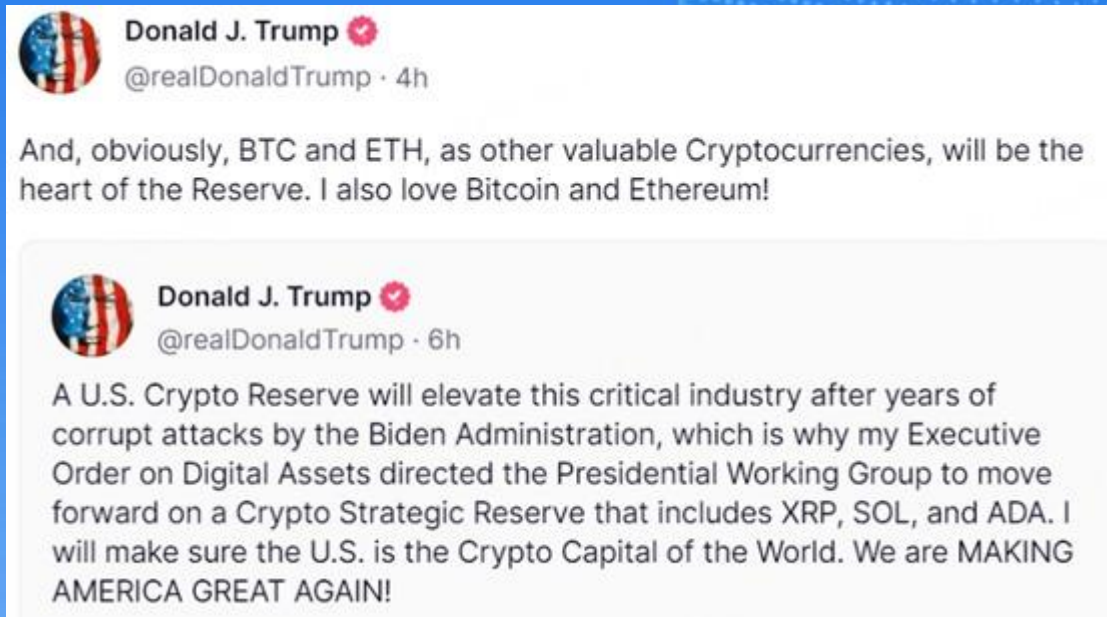 Donald J. Trump
@realDonaldTrump · 4h
And, obviously, BTC and ETH, as other valuable Cryptocurrencies, will be the
heart of the Reserve. I also love Bitcoin and Ethereum!
Donald J. Trump
@realDonaldTrump · 6h
A U.S. Crypto Reserve will elevate this critical industry after years of
corrupt attacks by the Biden Administration, which is why my Executive
Order on Digital Assets directed the Presidential Working Group to move
forward on a Crypto Strategic Reserve that includes XRP, SOL, and ADA. I
will make sure the U.S. is the Crypto Capital of the World. We are MAKING
AMERICA GREAT AGAIN!